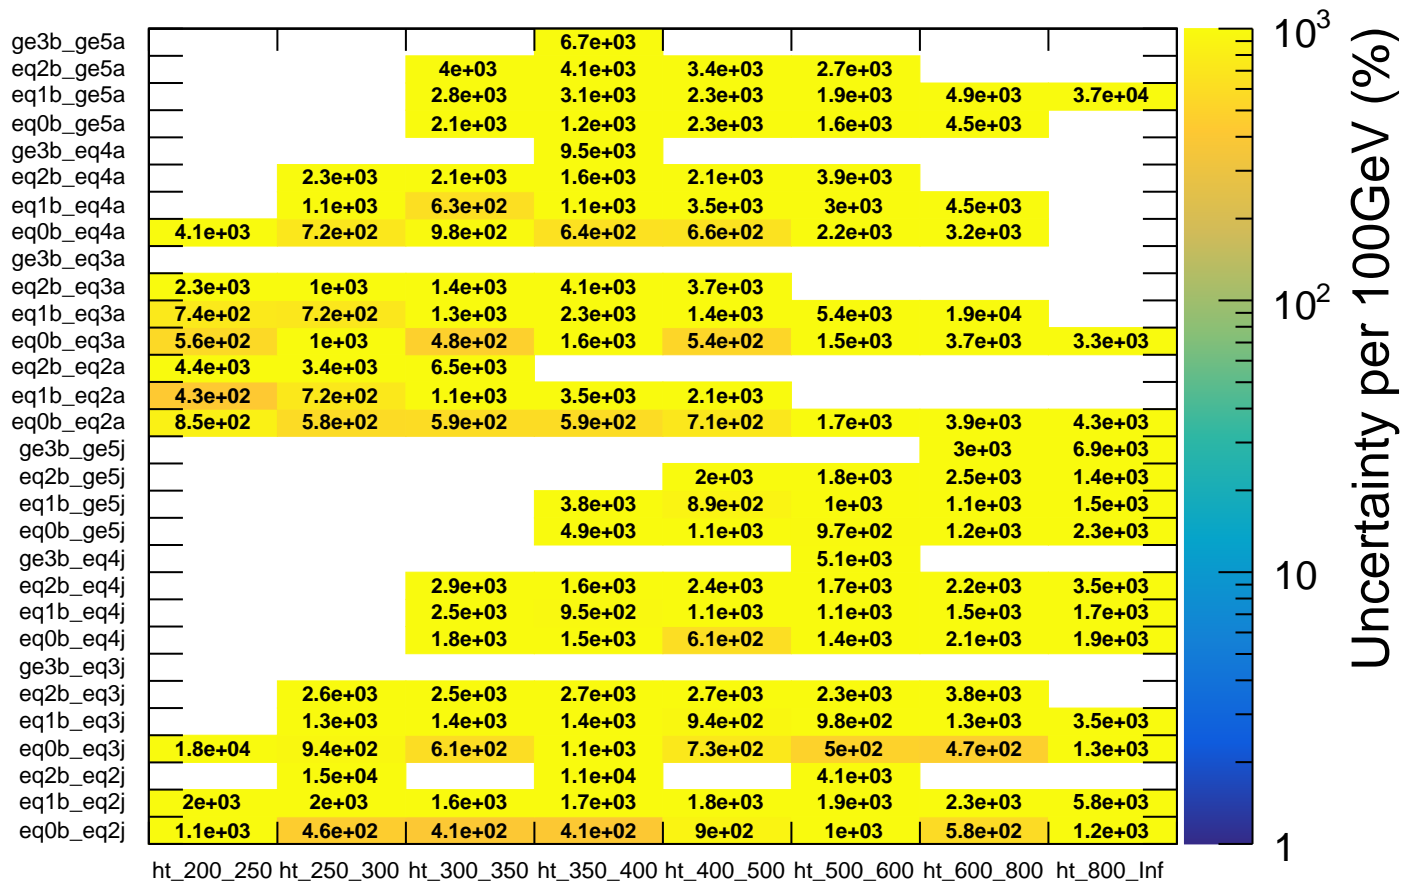 ge3b_ge5a 6.7e+03
eq2b_ge5a 4e+03 4.1e+03 3.4e+03 2.7e+03
eq1b_ge5a 2.8e+03 3.1e+03 2.3e+03 1.9e+03 4.9e+03 3.7e+04
eq0b_ge5a 2.1e+03 1.2e+03 2.3e+03 1.6e+03 4.5e+03
ge3b_eq4a 9.5e+03
eq2b_eq4a 2.3e+03 2.1e+03 1.6e+03 2.1e+03 3.9e+03
eq1b_eq4a 1.1e+03 6.3e+02 1.1e+03 3.5e+03 3e+03 4.5e+03
eq0b_eq4a 4.1e+03 7.2e+02 9.8e+02 6.4e+02 6.6e+02 2.2e+03 3.2e+03
ge3b_eq3a
eq2b_eq3a 2.3e+03 1e+03 1.4e+03 4.1e+03 3.7e+03
eq1b_eq3a 7.4e+02 7.2e+02 1.3e+03 2.3e+03 1.4e+03 5.4e+03 1.9e+04
eq0b_eq3a 5.6e+02 1e+03 4.8e+02 1.6e+03 5.4e+02 1.5e+03 3.7e+03 3.3e+03
eq2b_eq2a 4.4e+03 3.4e+03 6.5e+03
eq1b_eq2a 4.3e+02 7.2e+02 1.1e+03 3.5e+03 2.1e+03
eq0b_eq2a 8.5e+02 5.8e+02 5.9e+02 5.9e+02 7.1e+02 1.7e+03 3.9e+03 4.3e+03
ge3b_ge5j 3e+03 6.9e+03
eq2b_ge5j 2e+03 1.8e+03 2.5e+03 1.4e+03
eq1b_ge5j 3.8e+03 8.9e+02 1e+03 1.1e+03 1.5e+03
eq0b_ge5j 4.9e+03 1.1e+03 9.7e+02 1.2e+03 2.3e+03
ge3b_eq4j 5.1e+03
eq2b_eq4j 2.9e+03 1.6e+03 2.4e+03 1.7e+03 2.2e+03 3.5e+03
eq1b_eq4j 2.5e+03 9.5e+02 1.1e+03 1.1e+03 1.5e+03 1.7e+03
eq0b_eq4j 1.8e+03 1.5e+03 6.1e+02 1.4e+03 2.1e+03 1.9e+03
ge3b_eq3j
eq2b_eq3j 2.6e+03 2.5e+03 2.7e+03 2.7e+03 2.3e+03 3.8e+03
eq1b_eq3j 1.3e+03 1.4e+03 1.4e+03 9.4e+02 9.8e+02 1.3e+03 3.5e+03
eq0b_eq3j 1.8e+04 9.4e+02 6.1e+02 1.1e+03 7.3e+02 5e+02 4.7e+02 1.3e+03
eq2b_eq2j 1.5e+04 1.1e+04 4.1e+03
eq1b_eq2j 2e+03 2e+03 1.6e+03 1.7e+03 1.8e+03 1.9e+03 2.3e+03 5.8e+03
eq0b_eq2j 1.1e+03 4.6e+02 4.1e+02 4.1e+02 9e+02 1e+03 5.8e+02 1.2e+03
ht_200_250 ht_250_300 ht_300_350 ht_350_400 ht_400_500 ht_500_600 ht_600_800 ht_800_Inf
10³
10²
10
1
Uncertainty per 100GeV (%)